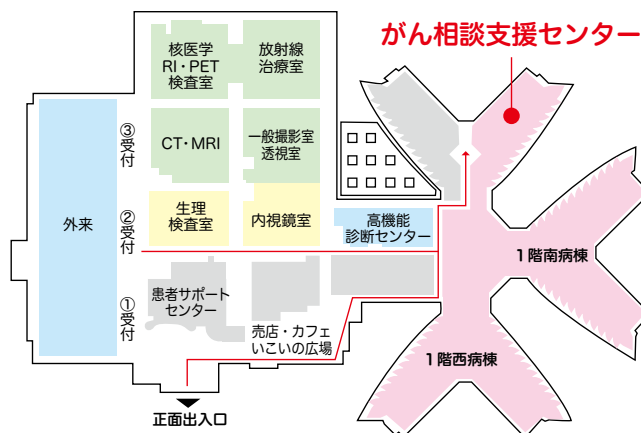 がん相談支援センター
核医学
RI・PET
検査室
放射線
治療室
③受付
CT・MRI
一般撮影室
透視室
外来
②受付
生理
検査室
内視鏡室
高機能
診断センター
1階南病棟
①受付
患者サポート
センター
売店・カフェ
いこいの広場
1階西病棟
正面出入口